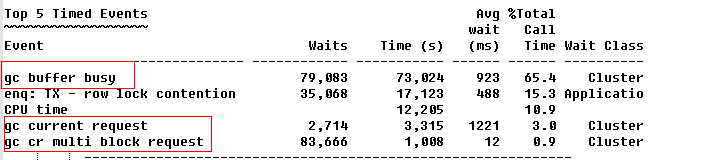 Top 5 Timed Events
Avg %Total
~~~~~~~~~~~~~~~~~~
wait Call
Event Waits Time (s) (ms) Time Wait Class
gc buffer busy 79,083 73,024 923 65.4 Cluster
enq: TX - row lock contention 35,068 17,123 488 15.3 Applicatio
CPU time 12,205 10.9
gc current request 2,714 3,315 1221 3.0 Cluster
gc cr multi block request 83,666 1,008 12 0.9 Cluster